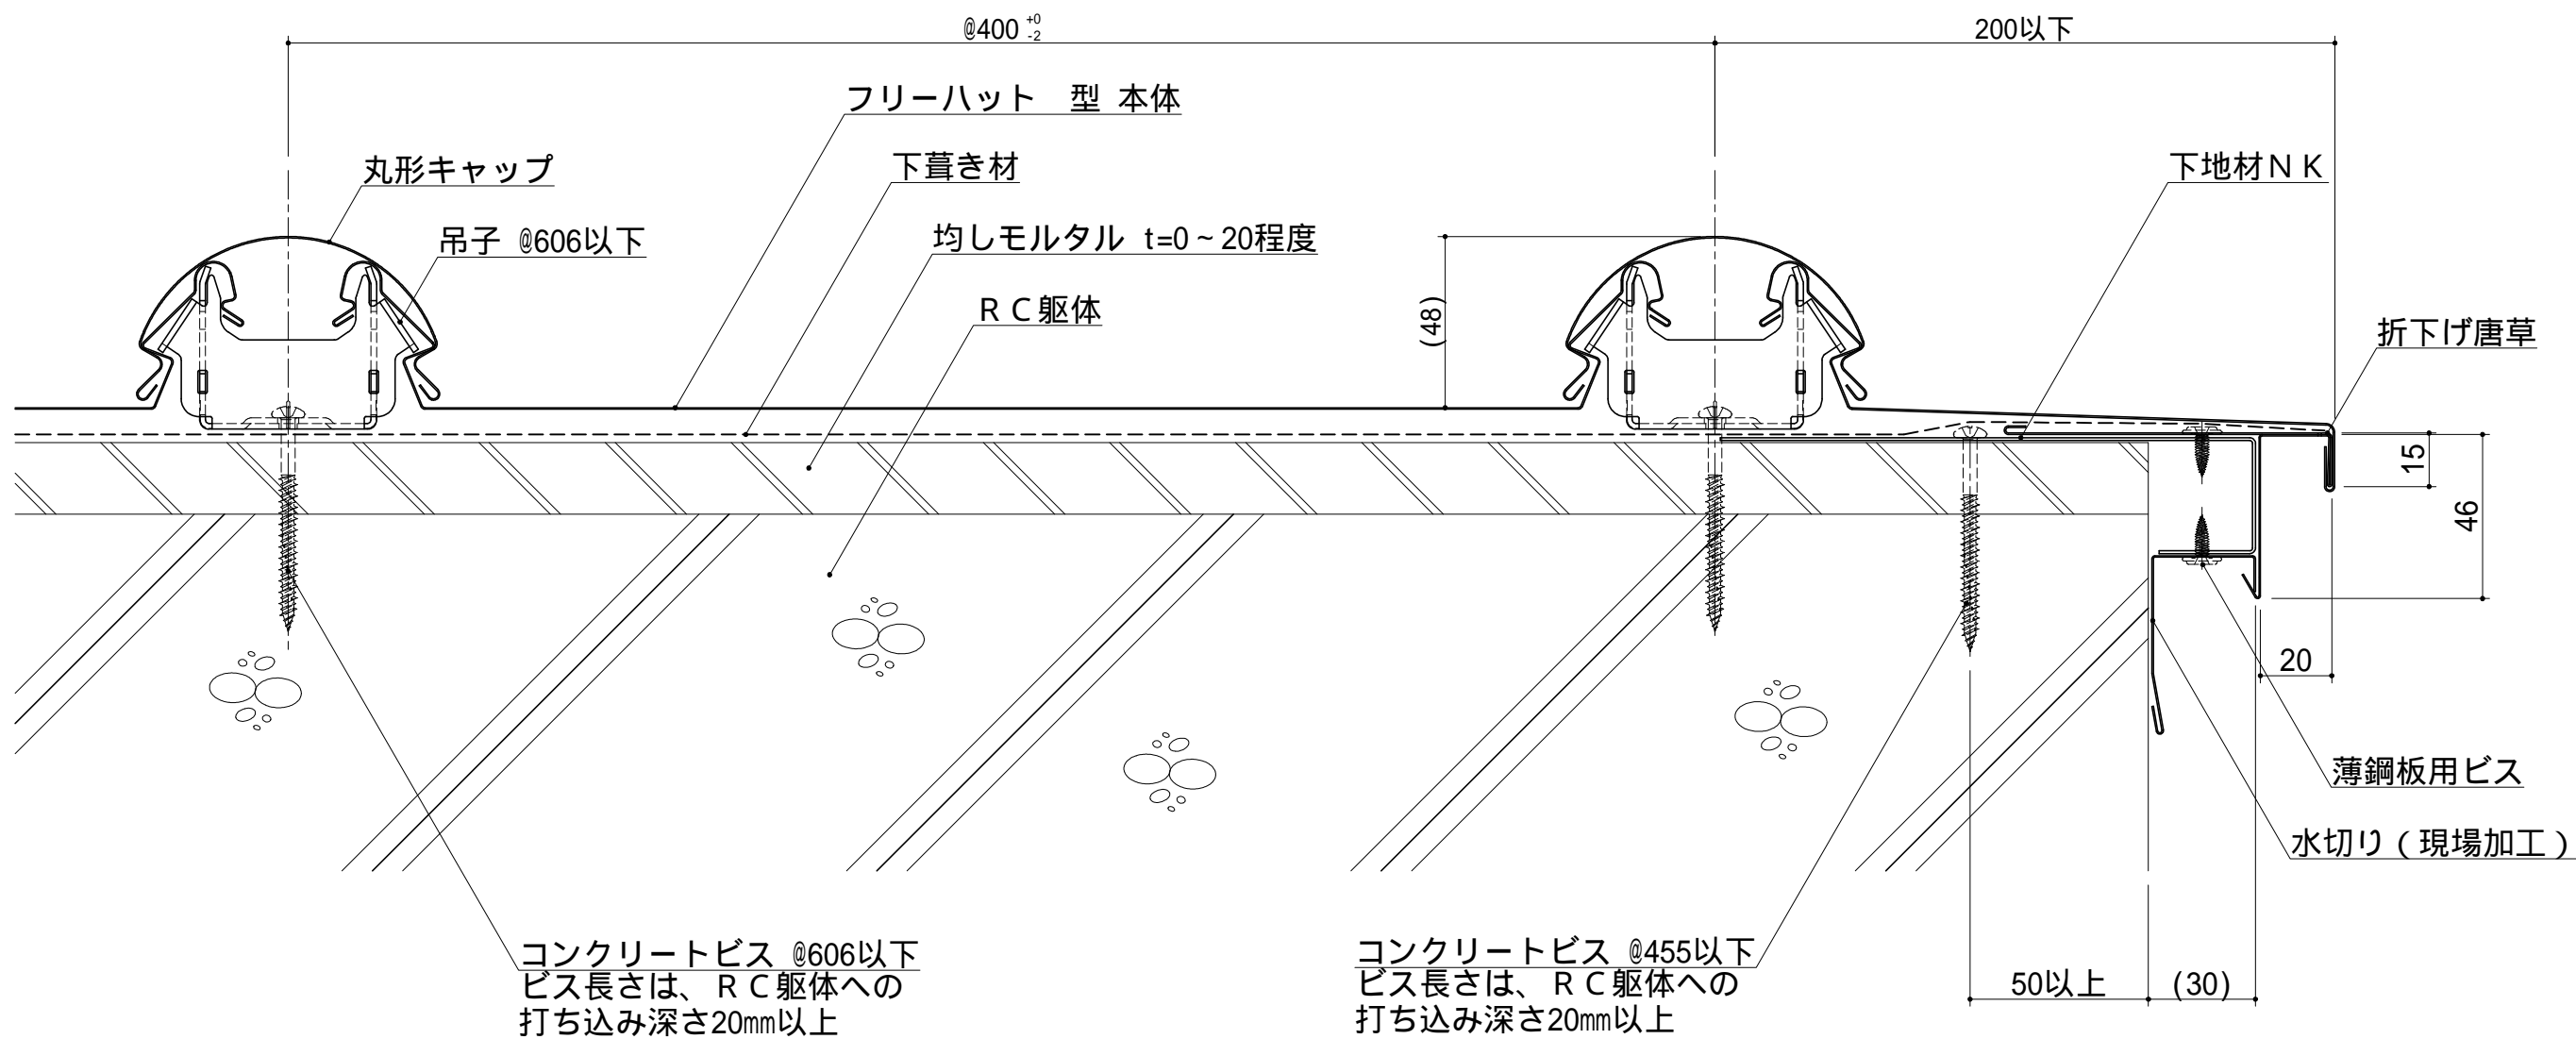 @400 +0 -2
200以下
フリーハット　型 本体
丸形キャップ
下葺き材
下地材ＮＫ
吊子 @606以下
均しモルタル t=0～20程度
ＲＣ躯体
(48)
折下げ唐草
15
46
20
薄鋼板用ビス
水切り（現場加工）
コンクリートビス @606以下
ビス長さは、ＲＣ躯体への
打ち込み深さ20mm以上
コンクリートビス @455以下
ビス長さは、ＲＣ躯体への
打ち込み深さ20mm以上
50以上
(30)